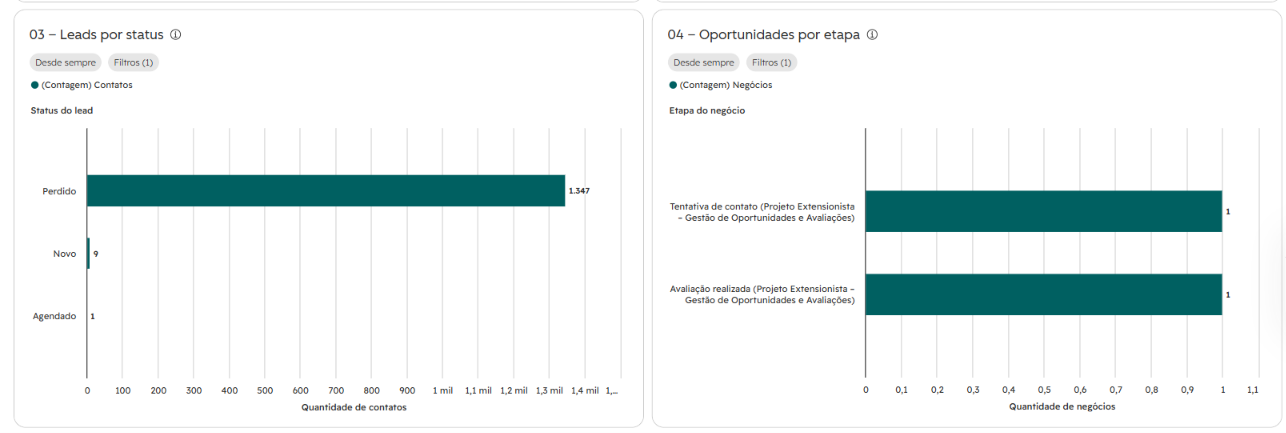 03 – Leads por status ⓘ
Desde sempre Filtros (1)
(Contagem) Contatos
Status do lead
Perdido 1.347
Novo 9
Agendado 1
0 100 200 300 400 500 600 700 800 900 1 mil 1,1 mil 1,2 mil 1,3 mil 1,4 mil 1,...
Quantidade de contatos
04 – Oportunidades por etapa ⓘ
Desde sempre Filtros (1)
(Contagem) Negócios
Etapa do negócio
Tentativa de contato (Projeto Extensionista
– Gestão de Oportunidades e Avaliações) 1
Avaliação realizada (Projeto Extensionista –
Gestão de Oportunidades e Avaliações) 1
0 0,1 0,2 0,3 0,4 0,5 0,6 0,7 0,8 0,9 1 1,1
Quantidade de negócios